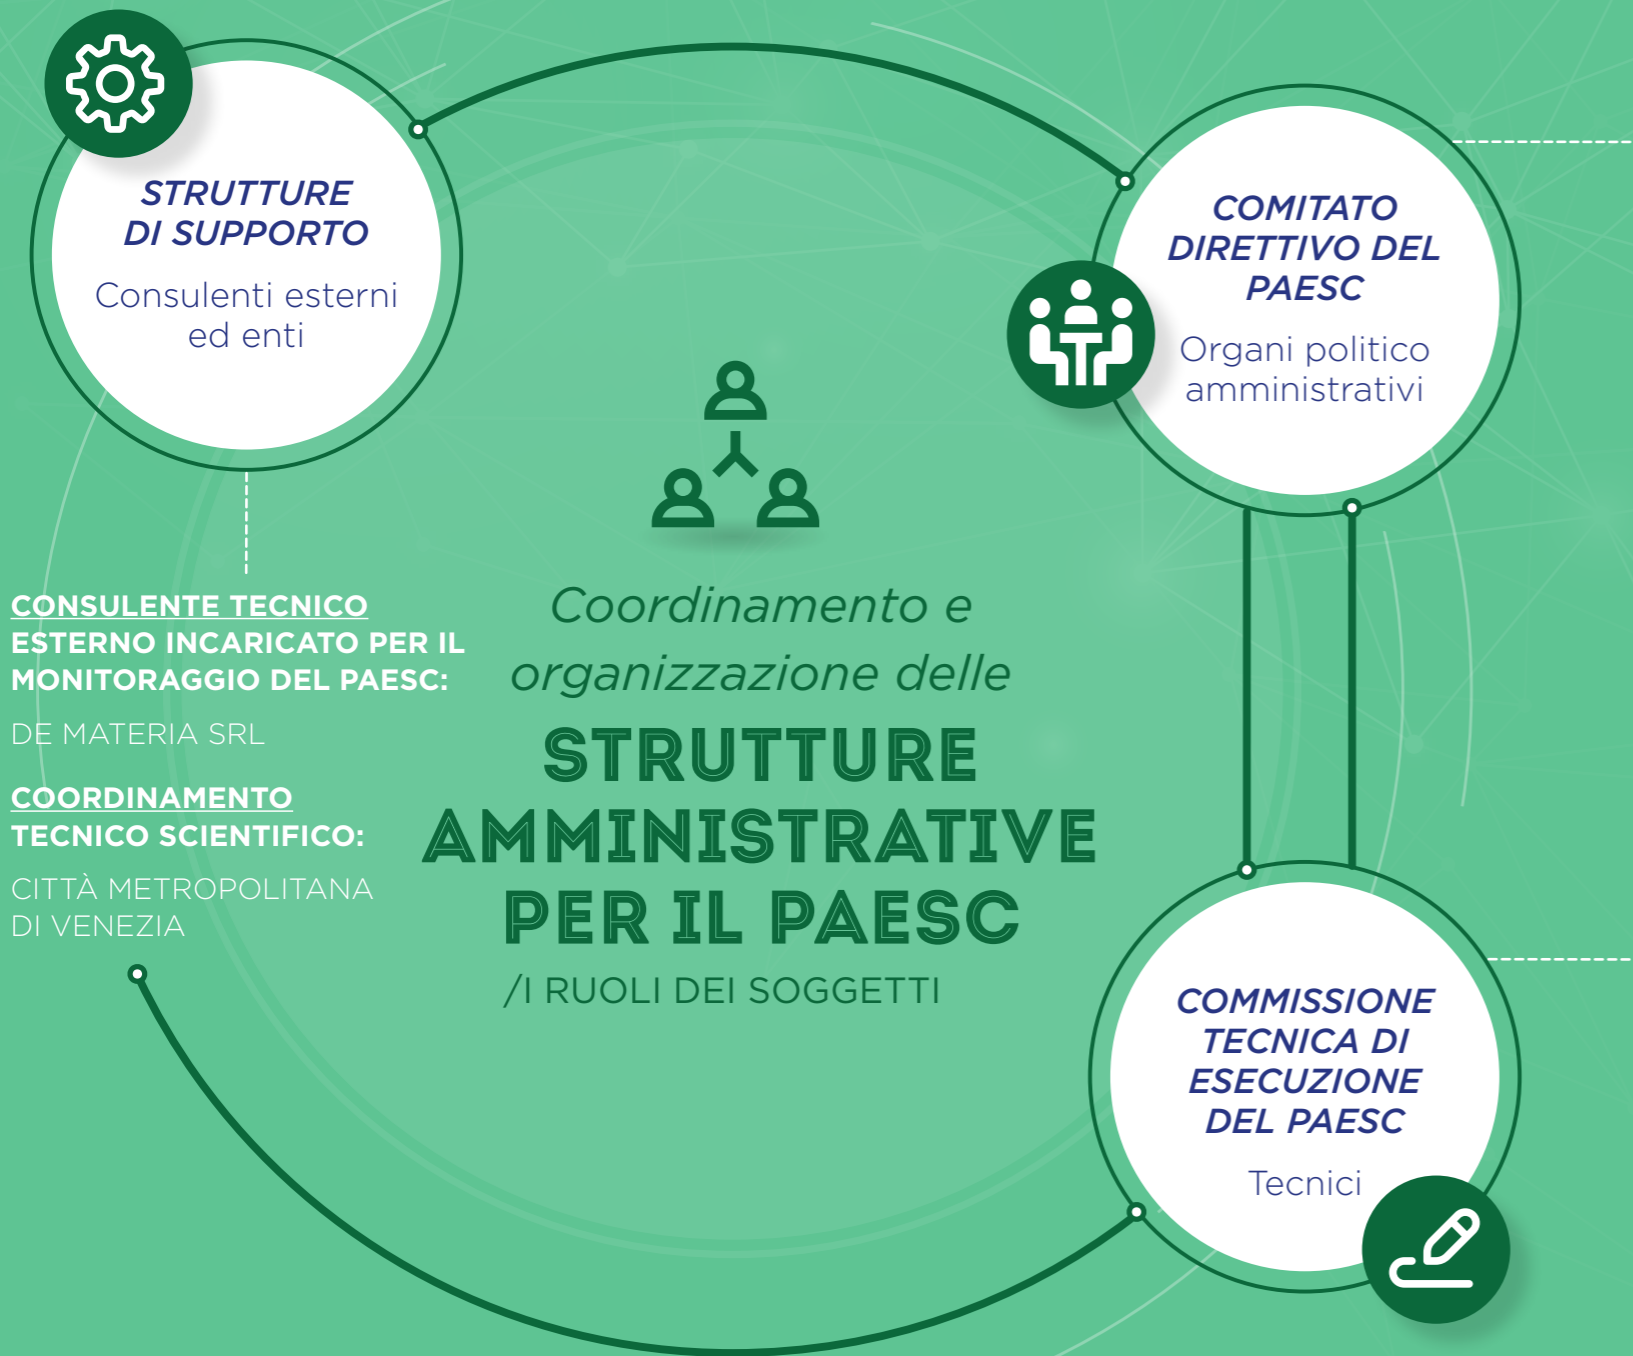 STRUTTURE
DI SUPPORTO
Consulenti esterni
ed enti
COMITATO
DIRETTIVO DEL
PAESC
Organi politico
amministrativi
CONSULENTE TECNICO
ESTERNO INCARICATO PER IL
MONITORAGGIO DEL PAESC:
DE MATERIA SRL
COORDINAMENTO
TECNICO SCIENTIFICO:
CITTÀ METROPOLITANA
DI VENEZIA
Coordinamento e
organizzazione delle
STRUTTURE
AMMINISTRATIVE
PER IL PAESC
/I RUOLI DEI SOGGETTI
COMMISSIONE
TECNICA DI
ESECUZIONE
DEL PAESC
Tecnici